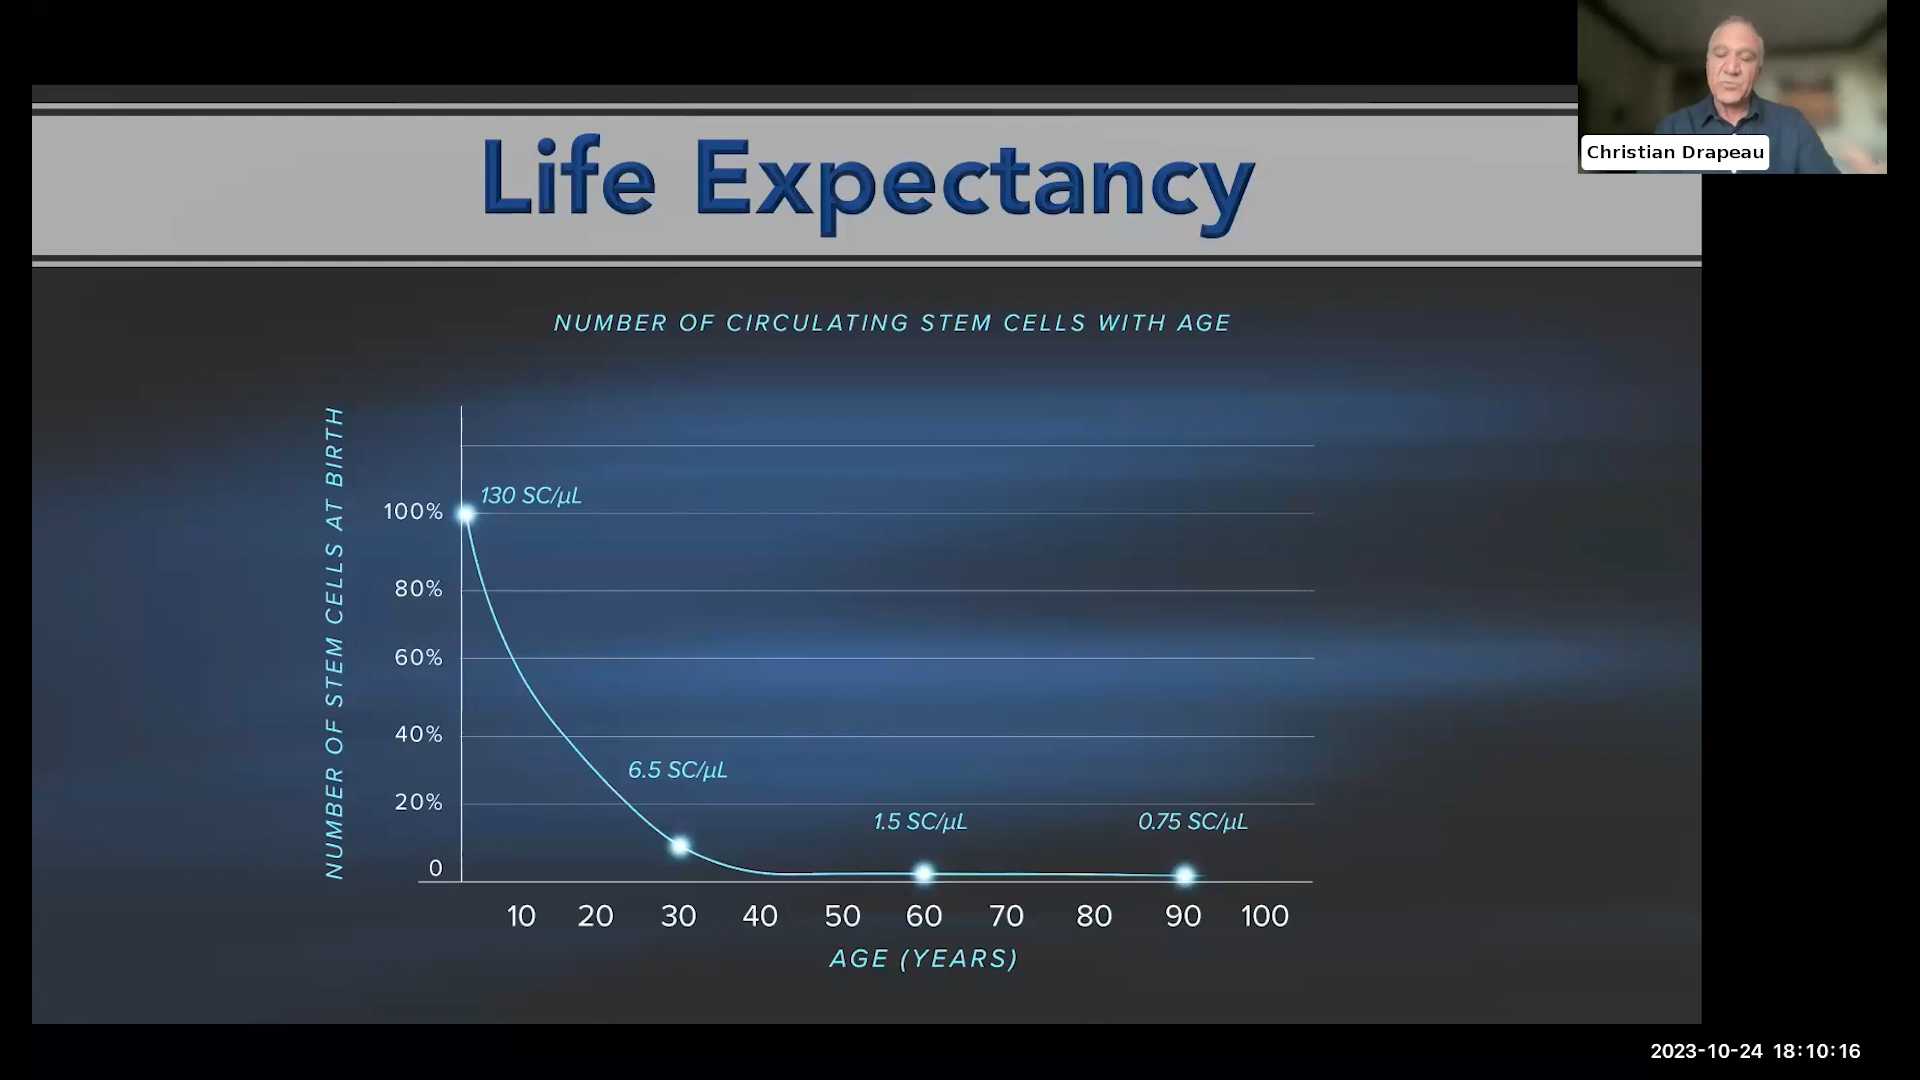 Christian Drapeau
Life Expectancy
NUMBER OF CIRCULATING STEM CELLS WITH AGE
NUMBER OF STEM CELLS AT BIRTH
130 SC/μL
100%
80%
60%
40%
6.5 SC/μL
20%
1.5 SC/μL
0.75 SC/μL
0
10 20 30 40 50 60 70 80 90 100
AGE (YEARS)
2023-10-24 18:10:16